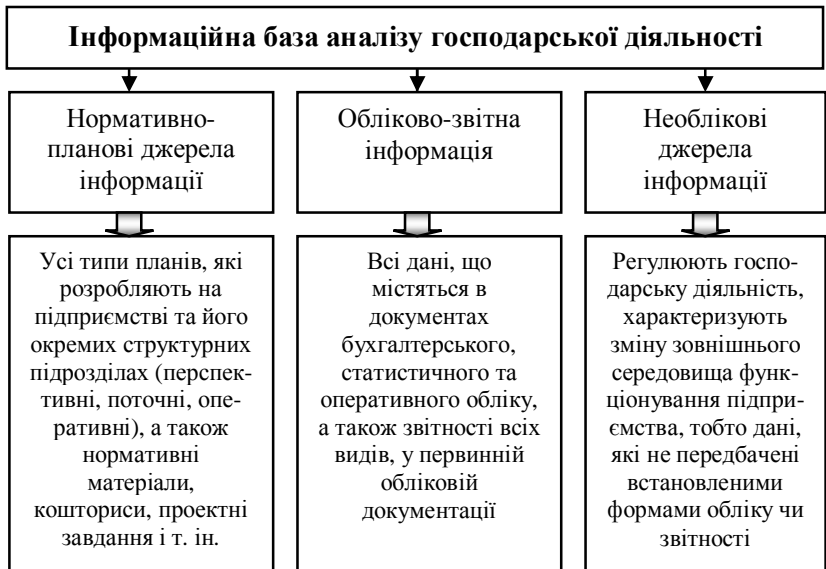 Інформаційна база аналізу господарської діяльності
Нормативно-
планові джерела
інформації
Обліково-звітна
інформація
Необлікові
джерела
інформації
Усі типи планів, які
розробляють на
підприємстві та його
окремих структурних
підрозділах (перспек-
тивні, поточні, опе-
ративні), а також
нормативні
матеріали,
кошториси, проектні
завдання і т. ін.
Всі дані, що
містяться в
документах
бухгалтерського,
статистичного та
оперативного обліку,
а також звітності всіх
видів, у первинній
обліковій
документації
Регулюють госпо-
дарську діяльність,
характеризують
зміну зовнішнього
середовища функ-
ціонування підпри-
ємства, тобто дані,
які не передбачені
встановленими
формами обліку чи
звітності